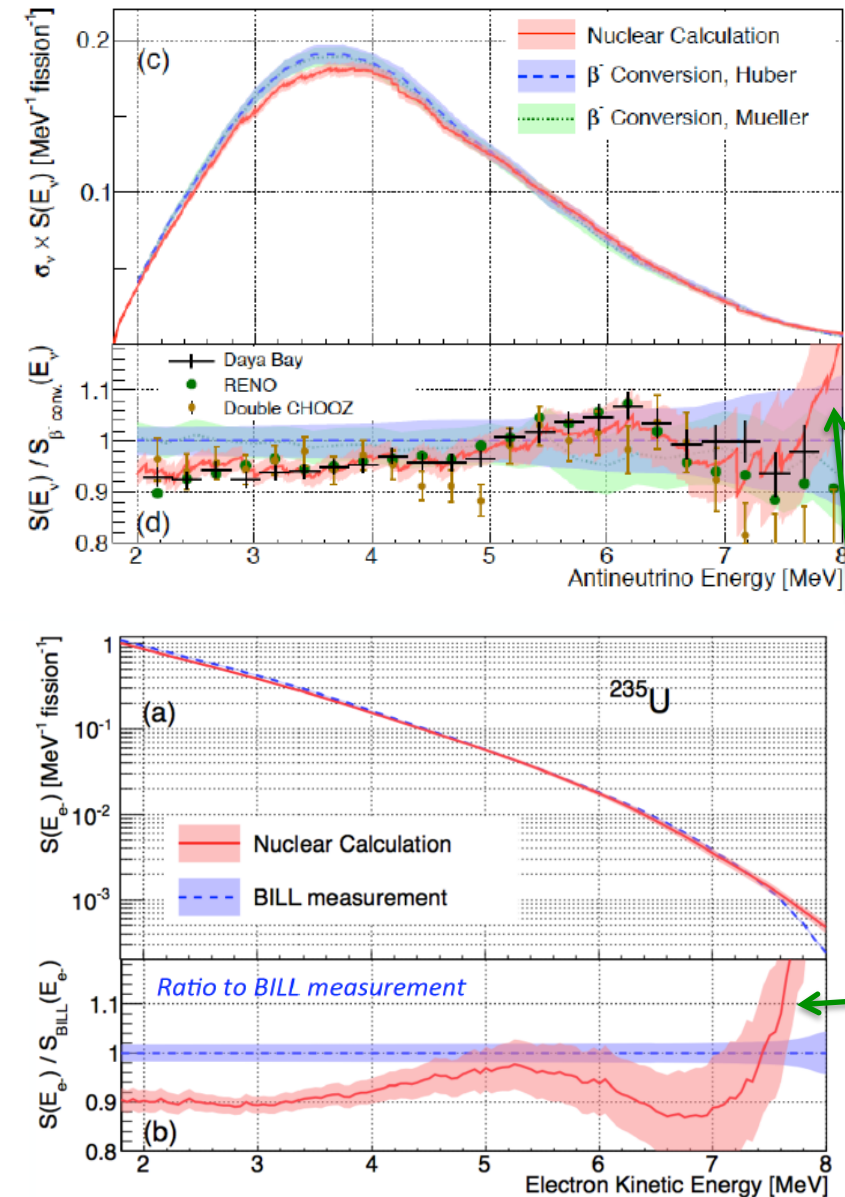 0.2
(c)
Nuclear Calculation
β⁻ Conversion, Huber
β⁻ Conversion, Mueller
0.1
σν × S(Eν) [MeV⁻¹ fission⁻¹]
Daya Bay
RENO
Double CHOOZ
1.1
1
0.9
0.8
(d)
S(Eν) / Sβ⁻ conv.(Eν)
2 3 4 5 6 7 8
Antineutrino Energy [MeV]
1
(a)
²³⁵U
10⁻¹
10⁻²
10⁻³
S(Ee-) [MeV⁻¹ fission⁻¹]
Nuclear Calculation
BILL measurement
Ratio to BILL measurement
1.1
1
0.9
0.8
(b)
S(Ee-) / SBILL(Ee-)
2 3 4 5 6 7 8
Electron Kinetic Energy [MeV]